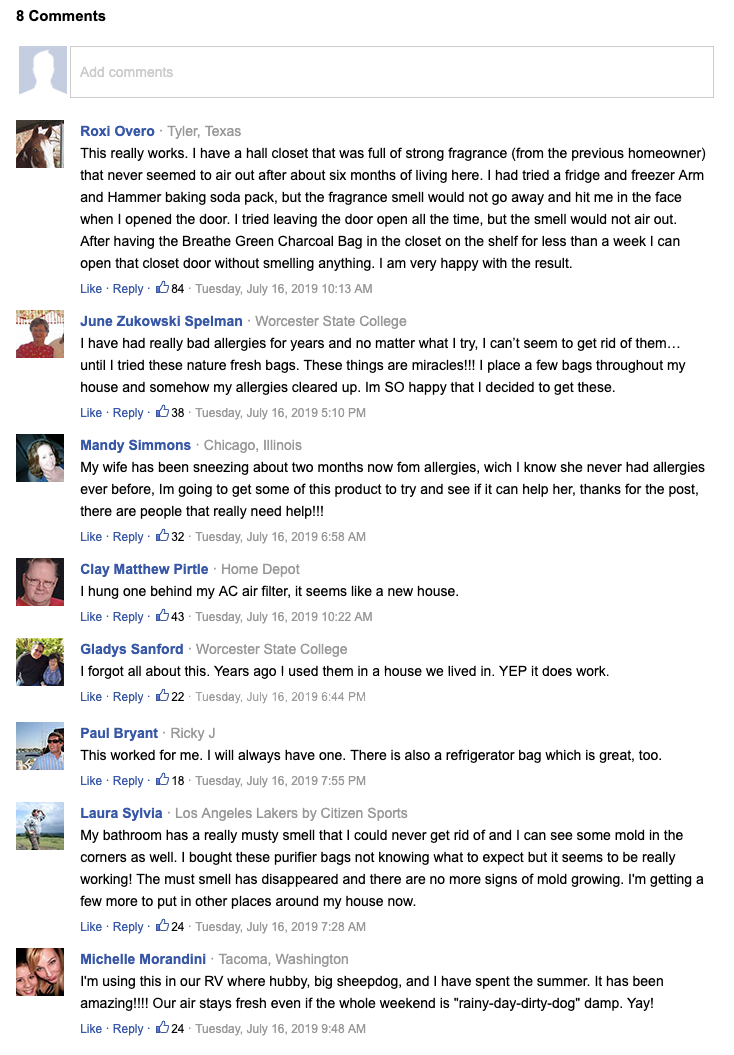 8 Comments
Add comments
Roxi Overo · Tyler, Texas
This really works. I have a hall closet that was full of strong fragrance (from the previous homeowner)
that never seemed to air out after about six months of living here. I had tried a fridge and freezer Arm
and Hammer baking soda pack, but the fragrance smell would not go away and hit me in the face
when I opened the door. I tried leaving the door open all the time, but the smell would not air out.
After having the Breathe Green Charcoal Bag in the closet on the shelf for less than a week I can
open that closet door without smelling anything. I am very happy with the result.
Like · Reply · 84 · Tuesday, July 16, 2019 10:13 AM
June Zukowski Spelman · Worcester State College
I have had really bad allergies for years and no matter what I try, I can't seem to get rid of them…
until I tried these nature fresh bags. These things are miracles!!! I place a few bags throughout my
house and somehow my allergies cleared up. Im SO happy that I decided to get these.
Like · Reply · 38 · Tuesday, July 16, 2019 5:10 PM
Mandy Simmons · Chicago, Illinois
My wife has been sneezing about two months now fom allergies, wich I know she never had allergies
ever before, Im going to get some of this product to try and see if it can help her, thanks for the post,
there are people that really need help!!!
Like · Reply · 32 · Tuesday, July 16, 2019 6:58 AM
Clay Matthew Pirtle · Home Depot
I hung one behind my AC air filter, it seems like a new house.
Like · Reply · 43 · Tuesday, July 16, 2019 10:22 AM
Gladys Sanford · Worcester State College
I forgot all about this. Years ago I used them in a house we lived in. YEP it does work.
Like · Reply · 22 · Tuesday, July 16, 2019 6:44 PM
Paul Bryant · Ricky J
This worked for me. I will always have one. There is also a refrigerator bag which is great, too.
Like · Reply · 18 · Tuesday, July 16, 2019 7:55 PM
Laura Sylvia · Los Angeles Lakers by Citizen Sports
My bathroom has a really musty smell that I could never get rid of and I can see some mold in the
corners as well. I bought these purifier bags not knowing what to expect but it seems to be really
working! The must smell has disappeared and there are no more signs of mold growing. I'm getting a
few more to put in other places around my house now.
Like · Reply · 24 · Tuesday, July 16, 2019 7:28 AM
Michelle Morandini · Tacoma, Washington
I'm using this in our RV where hubby, big sheepdog, and I have spent the summer. It has been
amazing!!!! Our air stays fresh even if the whole weekend is "rainy-day-dirty-dog" damp. Yay!
Like · Reply · 24 · Tuesday, July 16, 2019 9:48 AM